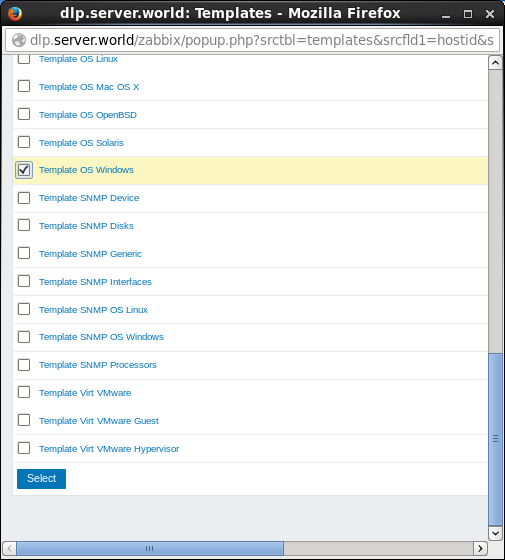 dlp.server.world: Templates - Mozilla Firefox
dlp.server.world/zabbix/popup.php?srctbl=templates&srcfld1=hostid&s
Template OS Linux
Template OS Mac OS X
Template OS OpenBSD
Template OS Solaris
Template OS Windows
Template SNMP Device
Template SNMP Disks
Template SNMP Generic
Template SNMP Interfaces
Template SNMP OS Linux
Template SNMP OS Windows
Template SNMP Processors
Template Virt VMware
Template Virt VMware Guest
Template Virt VMware Hypervisor
Select